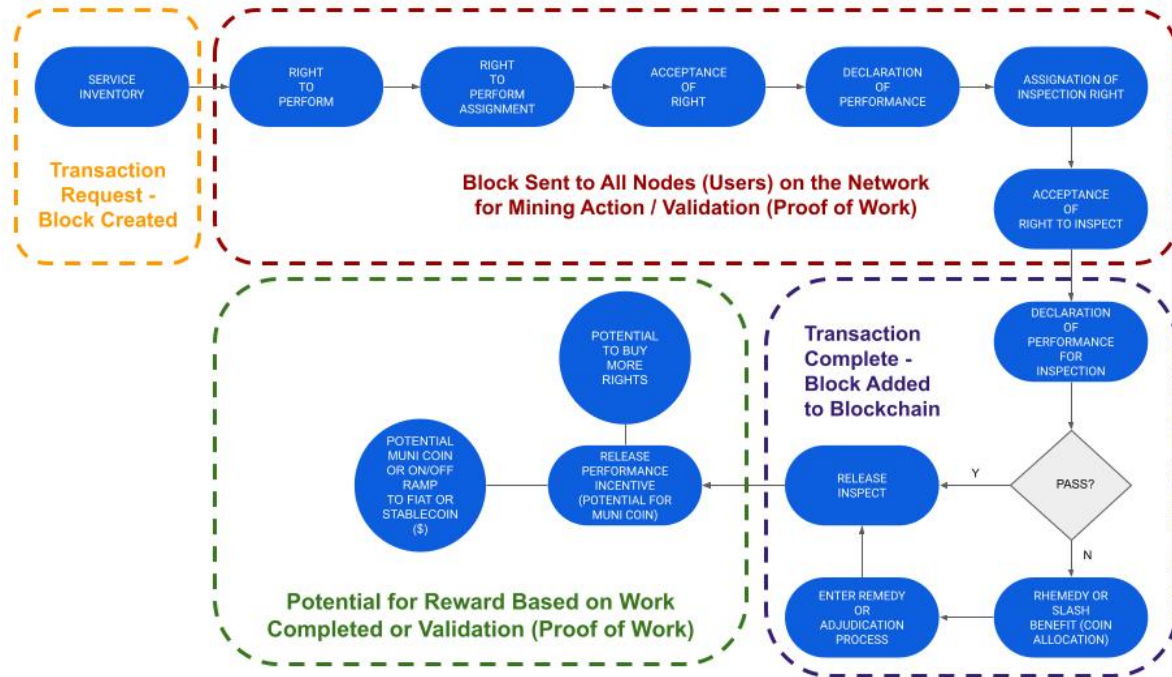 SERVICE
INVENTORY
RIGHT
TO
PERFORM
RIGHT
TO
PERFORM
ASSIGNMENT
ACCEPTANCE
OF
RIGHT
DECLARATION
OF
PERFORMANCE
ASSIGNATION OF
INSPECTION RIGHT
Transaction
Request -
Block Created
Block Sent to All Nodes (Users) on the Network
for Mining Action / Validation (Proof of Work)
ACCEPTANCE
OF
RIGHT TO INSPECT
DECLARATION
OF
PERFORMANCE
FOR
INSPECTION
Transaction
Complete -
Block Added
to Blockchain
PASS?
Y
N
RELEASE
INSPECT
RHEMEDY OR
SLASH
BENEFIT (COIN
ALLOCATION)
ENTER REMEDY
OR
ADJUDICATION
PROCESS
POTENTIAL
TO BUY
MORE
RIGHTS
RELEASE
PERFORMANCE
INCENTIVE
(POTENTIAL FOR
MUNI COIN)
POTENTIAL
MUNI COIN
OR ON/OFF
RAMP
TO FIAT OR
STABLECOIN
($)
Potential for Reward Based on Work
Completed or Validation (Proof of Work)